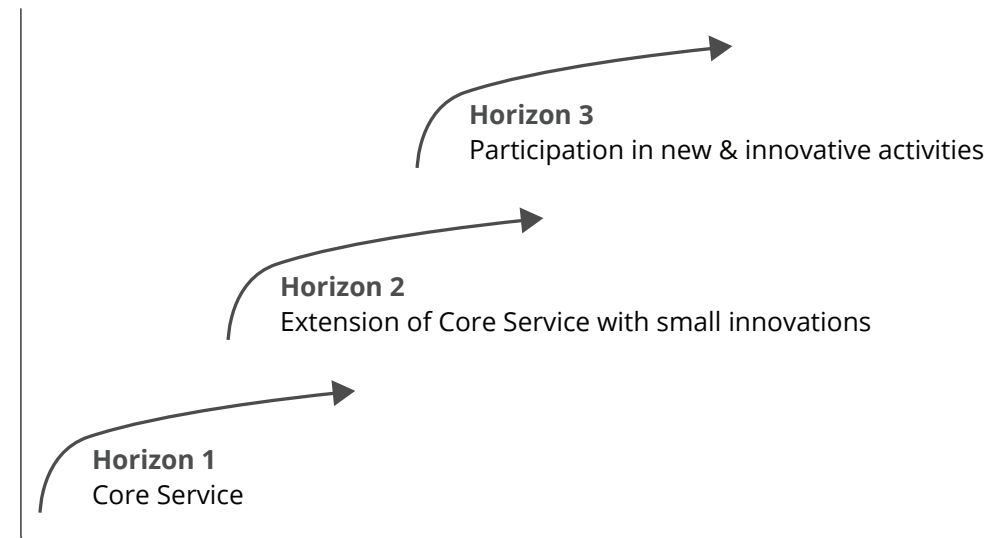 Horizon 3
Participation in new & innovative activities
Horizon 2
Extension of Core Service with small innovations
Horizon 1
Core Service